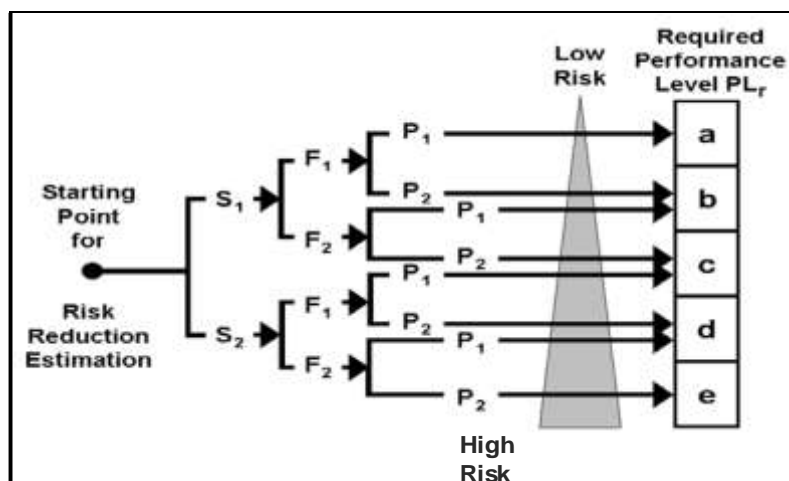 Required
Performance
Level PLr
Low
Risk
a
P1
F1
Starting
Point
for
S1
P2
b
P1
F2
P2
c
P1
F1
Risk
Reduction
Estimation
S2
P2
d
P1
F2
P2
e
High
Risk